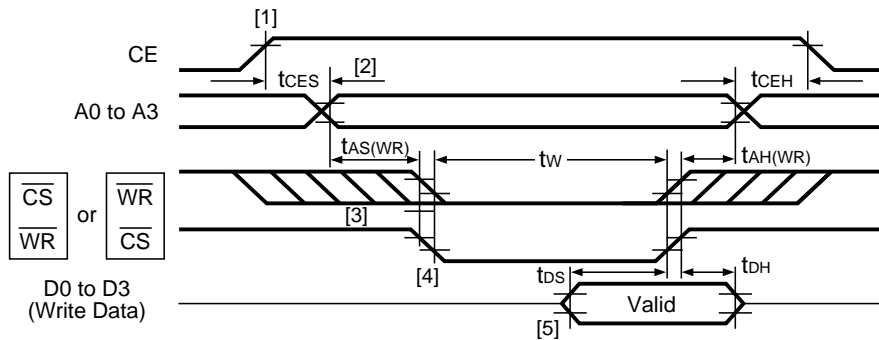 [1]
CE
tCES
[2]
tCEH
A0 to A3
tAS(WR)
tW
tAH(WR)
CS or WR
WR CS
[3]
[4]
tDS
tDH
D0 to D3
(Write Data)
Valid
[5]